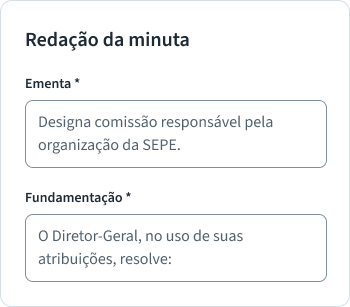 Redação da minuta
Ementa *
Designa comissão responsável pela
organização da SEPE.
Fundamentação *
O Diretor-Geral, no uso de suas
atribuições, resolve: